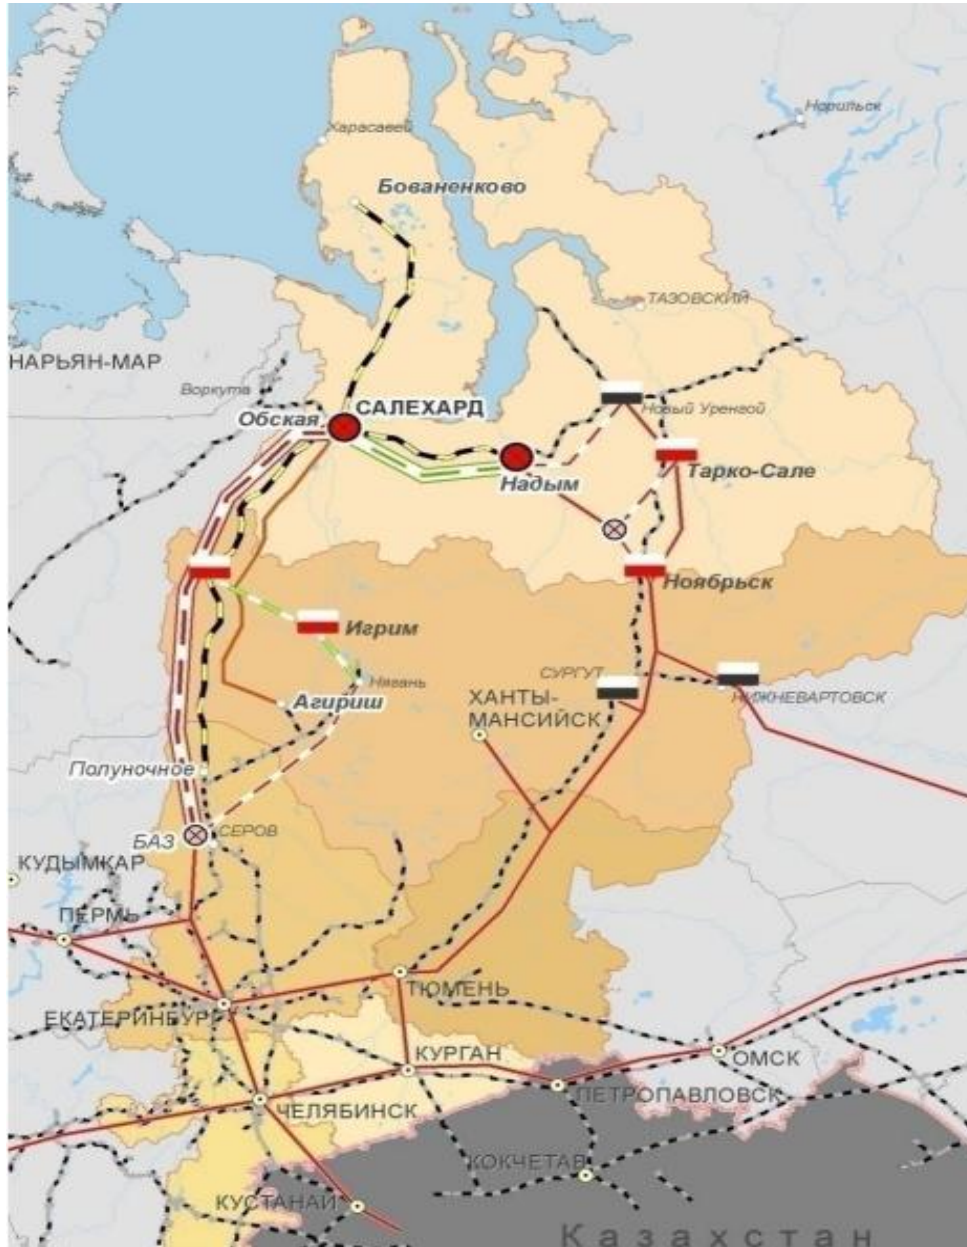 Норильск
Харасавей
Бованенково
ТАЗОВСКИЙ
НАРЬЯН-МАР
Воркута
Обская
САЛЕХАРД
Новый Уренгой
Надым
Тарко-Сале
Ноябрьск
Игрим
Нягань
СУРГУТ
Агириш
ХАНТЫ-
МАНСИЙСК
НИЖНЕВАРТОВСК
Полуночное
БАЗ
СЕРОВ
КУДЫМКАР
ПЕРМЬ
ТЮМЕНЬ
ЕКАТЕРИНБУРГ
КУРГАН
ОМСК
ПЕТРОПАВЛОВСК
ЧЕЛЯБИНСК
КОКЧЕТАВ
КУСТАНАЙ
Казахстан